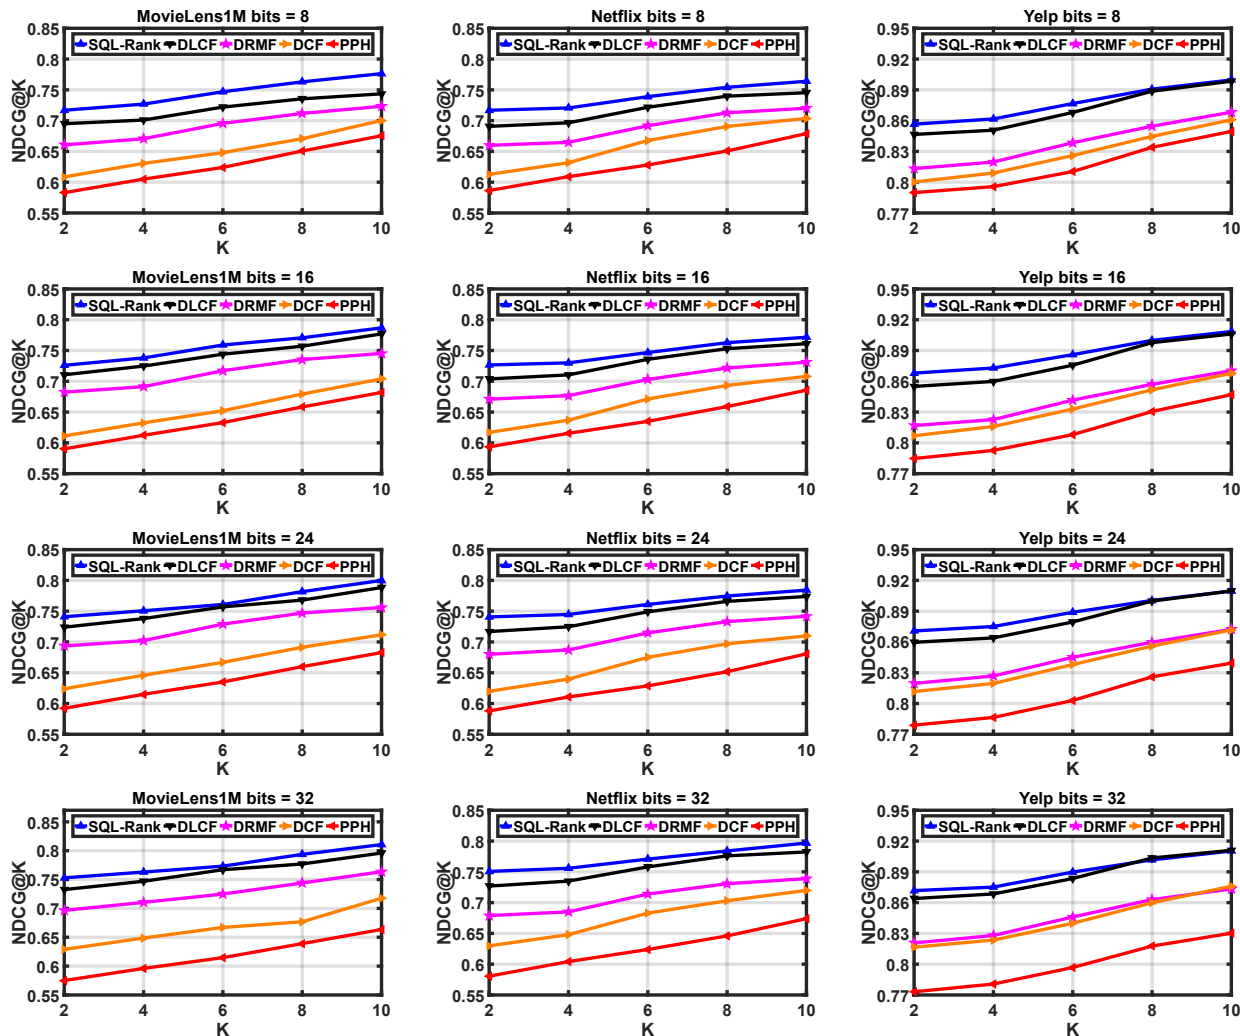 MovieLens1M bits = 8
NDCG@K
0.85
0.8
0.7
0.65
0.6
0.55
SQL-Rank DLCF DRMF DCF PPH
2 4 6 8 10
K
Netflix bits = 8
NDCG@K
0.85
0.8
0.7
0.65
0.6
0.55
SQL-Rank DLCF DRMF DCF PPH
2 4 6 8 10
K
Yelp bits = 8
NDCG@K
0.95
0.92
0.89
0.86
0.83
0.8
0.77
SQL-Rank DLCF DRMF DCF PPH
2 4 6 8 10
K
MovieLens1M bits = 16
NDCG@K
0.85
0.8
0.75
0.7
0.65
0.6
0.55
SQL-Rank DLCF DRMF DCF PPH
2 4 6 8 10
K
Netflix bits = 16
NDCG@K
0.85
0.8
0.75
0.7
0.65
0.6
0.55
SQL-Rank DLCF DRMF DCF PPH
2 4 6 8 10
K
Yelp bits = 16
NDCG@K
0.95
0.92
0.89
0.86
0.83
0.8
0.77
SQL-Rank DLCF DRMF DCF PPH
2 4 6 8 10
K
MovieLens1M bits = 24
NDCG@K
0.85
0.8
0.75
0.7
0.65
0.6
0.55
SQL-Rank DLCF DRMF DCF PPH
2 4 6 8 10
K
Netflix bits = 24
NDCG@K
0.85
0.8
0.75
0.7
0.65
0.6
0.55
SQL-Rank DLCF DRMF DCF PPH
2 4 6 8 10
K
Yelp bits = 24
NDCG@K
0.95
0.92
0.89
0.86
0.83
0.8
0.77
SQL-Rank DLCF DRMF DCF PPH
2 4 6 8 10
K
MovieLens1M bits = 32
NDCG@K
0.85
0.8
0.75
0.7
0.65
0.6
0.55
SQL-Rank DLCF DRMF DCF PPH
2 4 6 8 10
K
Netflix bits = 32
NDCG@K
0.85
0.8
0.75
0.7
0.65
0.6
0.55
SQL-Rank DLCF DRMF DCF PPH
2 4 6 8 10
K
Yelp bits = 32
NDCG@K
0.95
0.92
0.89
0.86
0.83
0.8
0.77
SQL-Rank DLCF DRMF DCF PPH
2 4 6 8 10
K